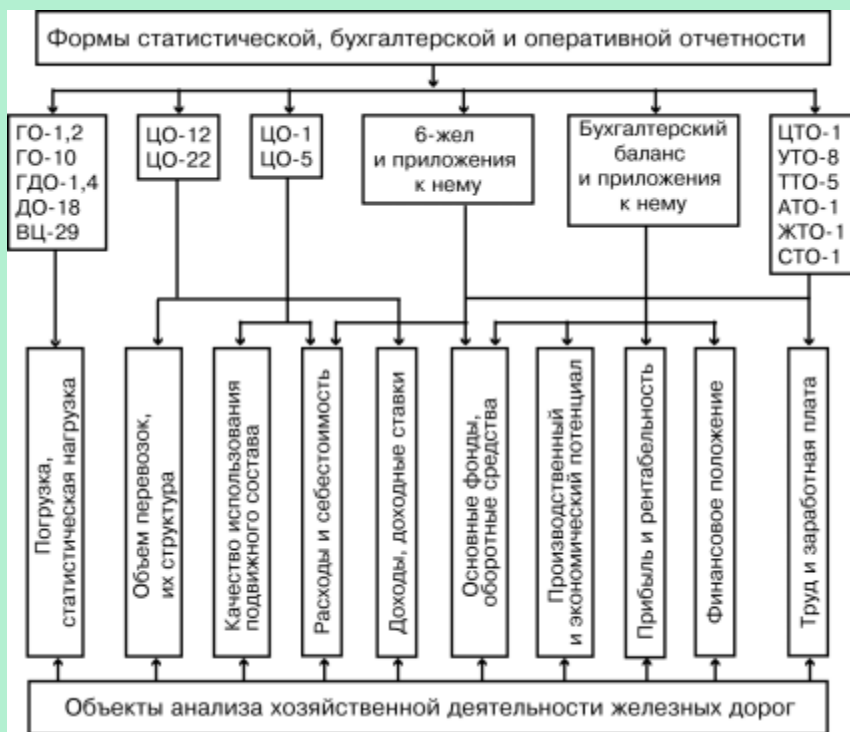 Формы статистической, бухгалтерской и оперативной отчетности
ГО-1,2
ГО-10
ГДО-1,4
ДО-18
ВЦ-29
ЦО-12
ЦО-22
ЦО-1
ЦО-5
6-жел
и приложения
к нему
Бухгалтерский
баланс
и приложения
к нему
ЦТО-1
УТО-8
ТТО-5
АТО-1
ЖТО-1
СТО-1
Погрузка,
статистическая нагрузка
Объем перевозок,
их структура
Качество использования
подвижного состава
Расходы и себестоимость
Доходы, доходные ставки
Основные фонды,
оборотные средства
Производственный
и экономический потенциал
Прибыль и рентабельность
Финансовое положение
Труд и заработная плата
Объекты анализа хозяйственной деятельности железных дорог